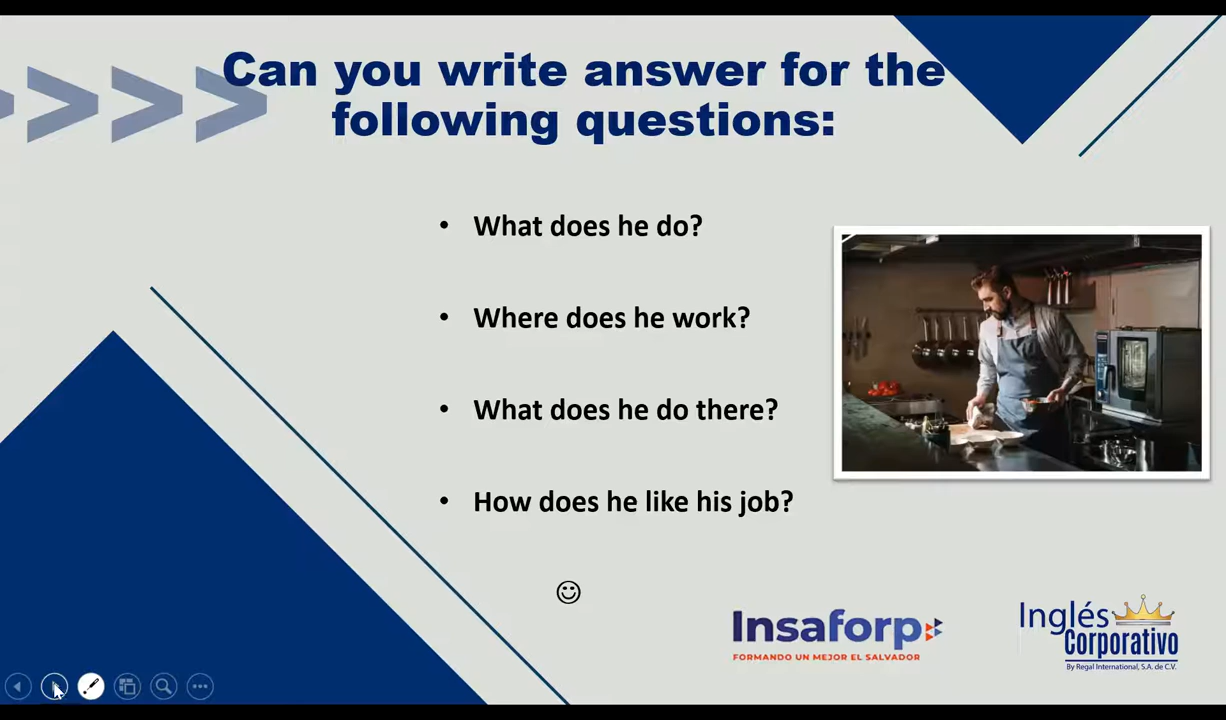 Can you write answer for the
following questions:
• What does he do?
• Where does he work?
• What does he do there?
• How does he like his job?
☺
Insaforp
FORMANDO UN MEJOR EL SALVADOR
Inglés
Corporativo
By Regal International, S.A. de C.V.